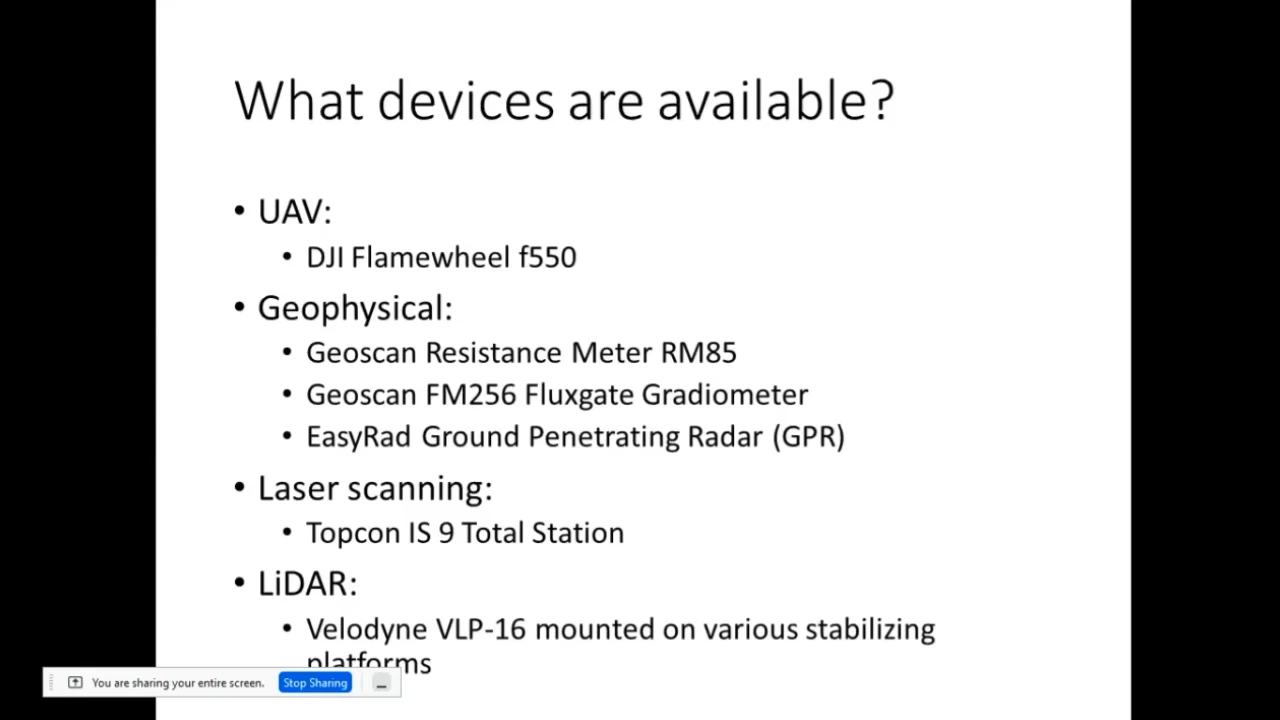 What devices are available?
• UAV:
• DJI Flamewheel f550
• Geophysical:
• Geoscan Resistance Meter RM85
• Geoscan FM256 Fluxgate Gradiometer
• EasyRad Ground Penetrating Radar (GPR)
• Laser scanning:
• Topcon IS 9 Total Station
• LiDAR:
• Velodyne VLP-16 mounted on various stabilizing
platforms
You are sharing your entire screen. Stop Sharing